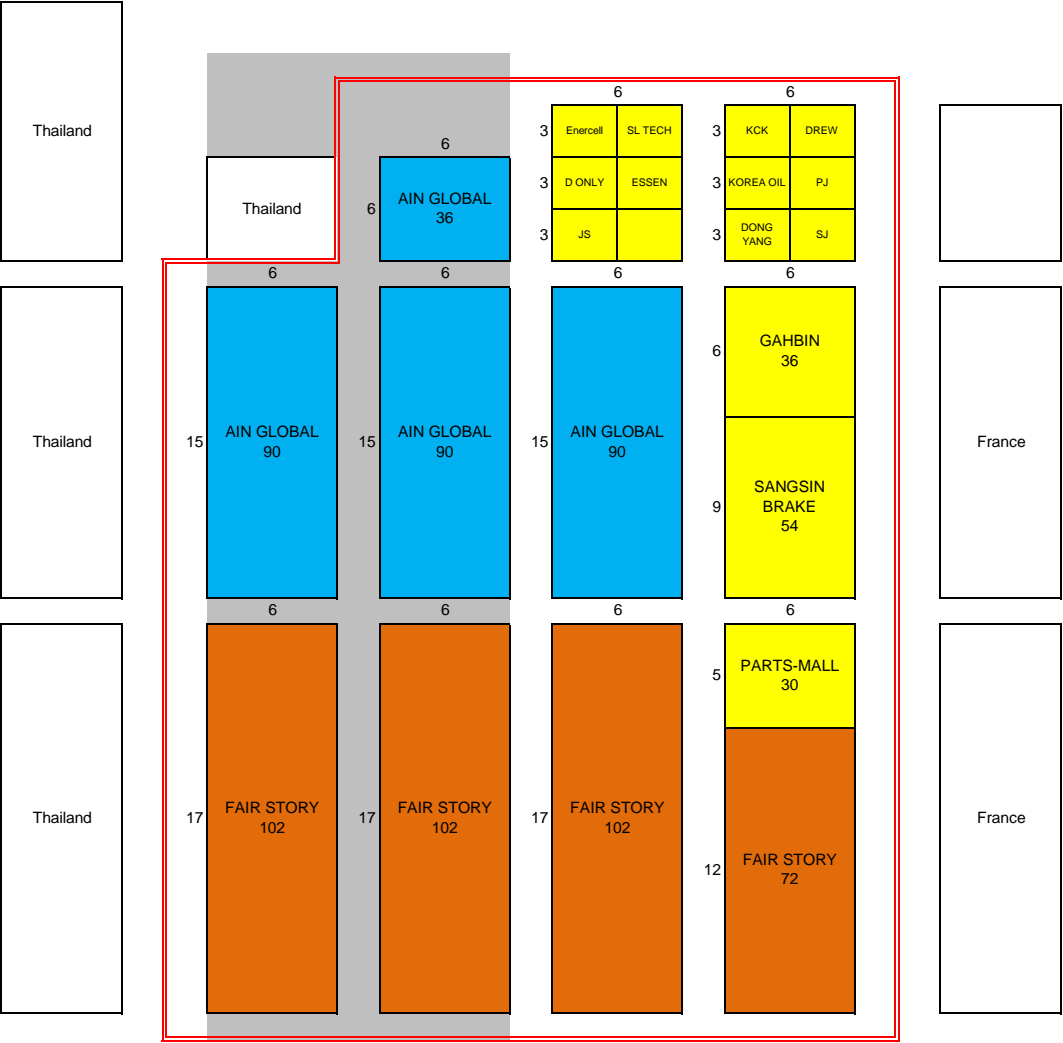 6 6
Thailand 3 Enercell SL TECH 3 KCK DREW
6
Thailand 6 AIN GLOBAL
36
3 D ONLY ESSEN 3 KOREA OIL PJ
3 JS 3 DONG
YANG SJ
6 6 6 6
6 GAHBIN
36
Thailand 15 AIN GLOBAL
90
15 AIN GLOBAL
90
15 AIN GLOBAL
90
9 SANGSIN
BRAKE
54
France
6 6 6 6
5 PARTS-MALL
30
Thailand 17 FAIR STORY
102
17 FAIR STORY
102
17 FAIR STORY
102
12 FAIR STORY
72
France